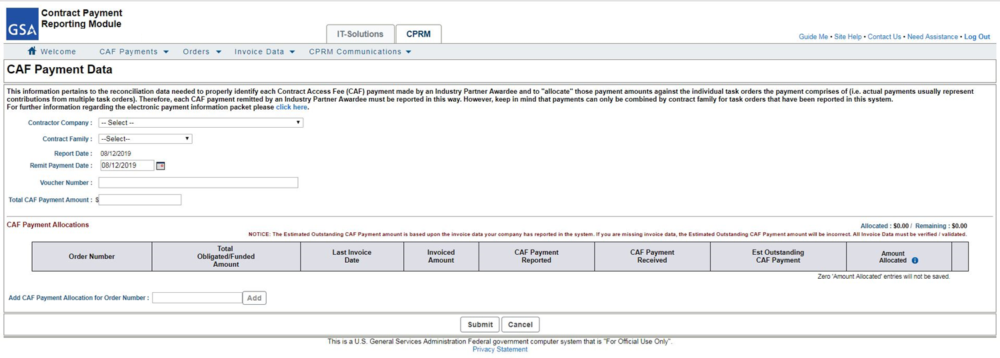 GSA
Contract Payment
Reporting Module
IT-Solutions
CPRM
Guide Me • Site Help • Contact Us • Need Assistance • Log Out
Welcome CAF Payments Orders Invoice Data CPRM Communications
CAF Payment Data
This information pertains to the reconciliation data needed to properly identify each Contract Access Fee (CAF) payment made by an Industry Partner Awardee and to "allocate" those payment amounts against the individual task orders the payment comprises of (i.e. actual payments usually represent
contributions from multiple task orders). Therefore, each CAF payment remitted by an Industry Partner Awardee must be reported in this way. However, keep in mind that payments can only be combined by contract family for task orders that have been reported in this system.
For further information regarding the electronic payment information packet please click here.
Contractor Company : -- Select --
Contract Family : --Select--
Report Date : 08/12/2019
Remit Payment Date : 08/12/2019
Voucher Number :
Total CAF Payment Amount : $
CAF Payment Allocations
Allocated : $0.00 / Remaining : $0.00
NOTICE: The Estimated Outstanding CAF Payment amount is based upon the invoice data your company has reported in the system. If you are missing invoice data, the Estimated Outstanding CAF Payment amount will be incorrect. All Invoice Data must be verified / validated.
Order Number
Total
Obligated/Funded
Amount
Last Invoice
Date
Invoiced
Amount
CAF Payment
Reported
CAF Payment
Received
Est Outstanding
CAF Payment
Amount
Allocated i
Zero 'Amount Allocated' entries will not be saved.
Add CAF Payment Allocation for Order Number : Add
Submit Cancel
This is a U.S. General Services Administration Federal government computer system that is "For Official Use Only".
Privacy Statement